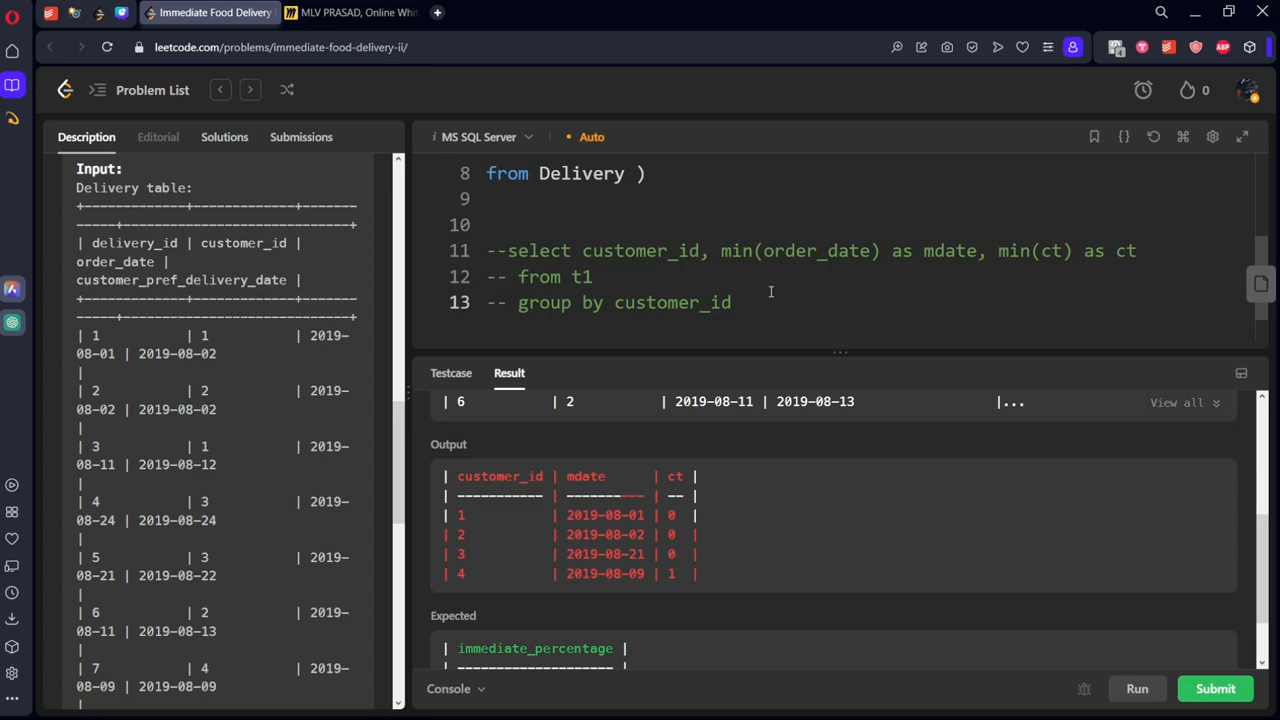 Immediate Food Delivery
MLV PRASAD, Online Whit
leetcode.com/problems/immediate-food-delivery-ii/
Problem List
0
Description
Editorial
Solutions
Submissions
Input:
Delivery table:
+-------------+-------------+-------
-----+-----------------------------+
| delivery_id | customer_id |
order_date |
customer_pref_delivery_date |
+-------------+-------------+-------
-----+-----------------------------+
| 1 | 1 | 2019-
08-01 | 2019-08-02
|
| 2 | 2 | 2019-
08-02 | 2019-08-02
|
| 3 | 1 | 2019-
08-11 | 2019-08-12
|
| 4 | 3 | 2019-
08-24 | 2019-08-24
|
| 5 | 3 | 2019-
08-21 | 2019-08-22
|
| 6 | 2 | 2019-
08-11 | 2019-08-13
|
| 7 | 4 | 2019-
08-09 | 2019-08-09
|
i MS SQL Server
• Auto
8 from Delivery )
9
10
11 --select customer_id, min(order_date) as mdate, min(ct) as ct
12 -- from t1
13 -- group by customer_id
Testcase
Result
| 6 | 2 | 2019-08-11 | 2019-08-13 |...
View all
Output
| customer_id | mdate | ct |
| ----------- | ---------- | -- |
| 1 | 2019-08-01 | 0 |
| 2 | 2019-08-02 | 0 |
| 3 | 2019-08-21 | 0 |
| 4 | 2019-08-09 | 1 |
Expected
| immediate_percentage |
| -------------------- |
Console
Run
Submit